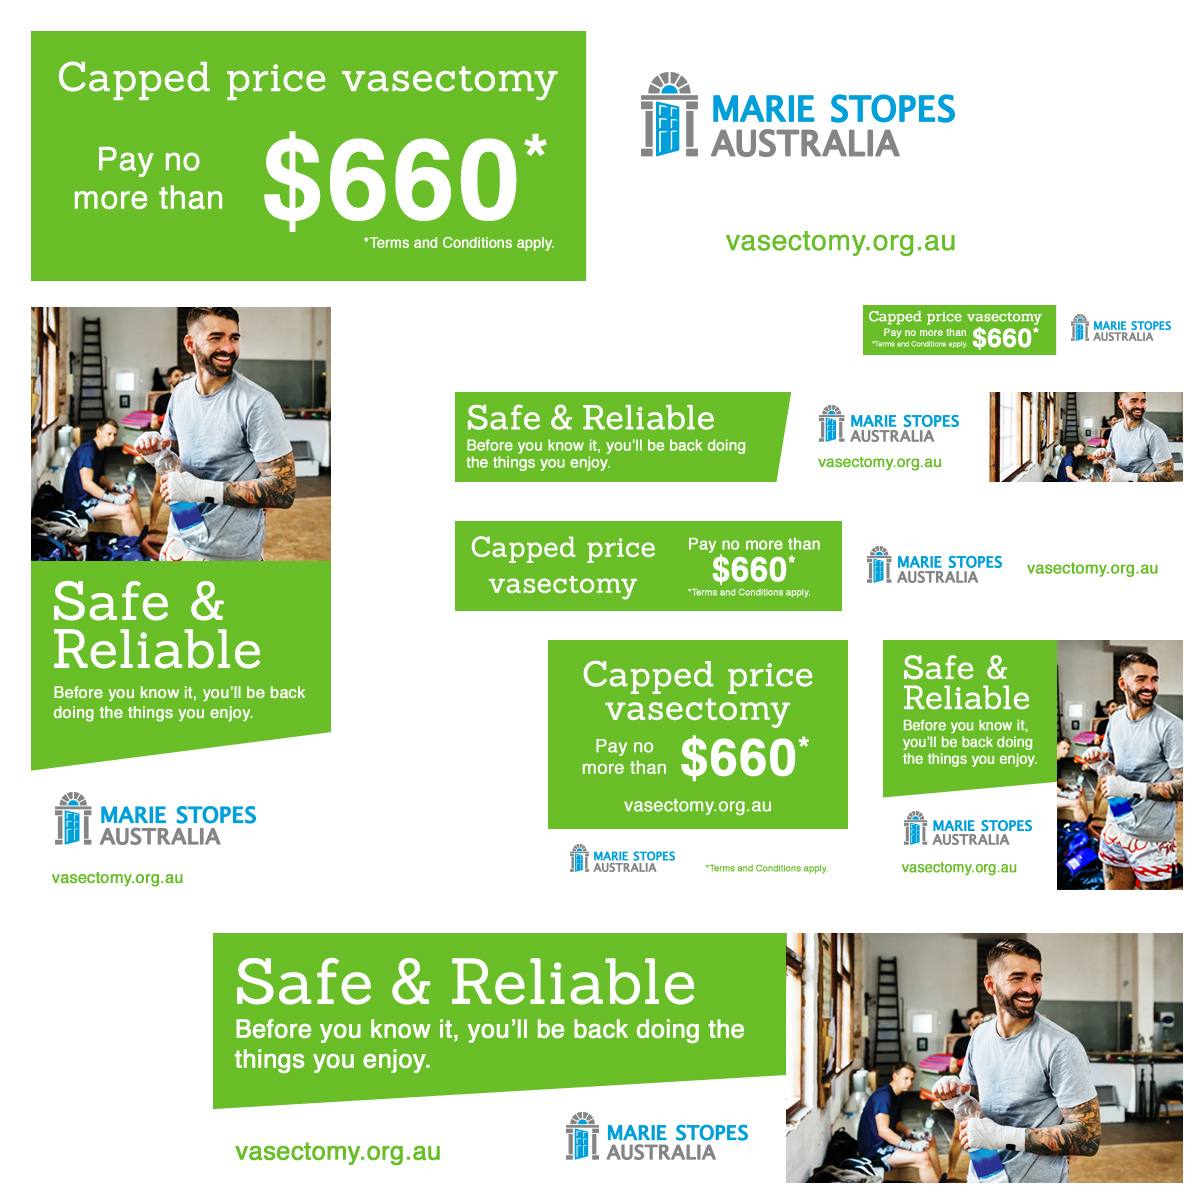 Capped price vasectomy
Pay no
more than
$660*
*Terms and Conditions apply.
MARIE STOPES
AUSTRALIA
vasectomy.org.au
Capped price vasectomy
Pay no more than
$660*
*Terms and Conditions apply.
MARIE STOPES
AUSTRALIA
Safe & Reliable
Before you know it, you'll be back doing
the things you enjoy.
MARIE STOPES
AUSTRALIA
vasectomy.org.au
Capped price
vasectomy
Pay no more than
$660*
*Terms and Conditions apply.
MARIE STOPES
AUSTRALIA
vasectomy.org.au
Safe &
Reliable
Before you know it, you'll be back
doing the things you enjoy.
MARIE STOPES
AUSTRALIA
vasectomy.org.au
Capped price
vasectomy
Pay no
more than
$660*
vasectomy.org.au
MARIE STOPES
AUSTRALIA
*Terms and Conditions apply.
Safe &
Reliable
Before you know it,
you'll be back doing
the things you enjoy.
MARIE STOPES
AUSTRALIA
vasectomy.org.au
Safe & Reliable
Before you know it, you'll be back doing the
things you enjoy.
vasectomy.org.au
MARIE STOPES
AUSTRALIA